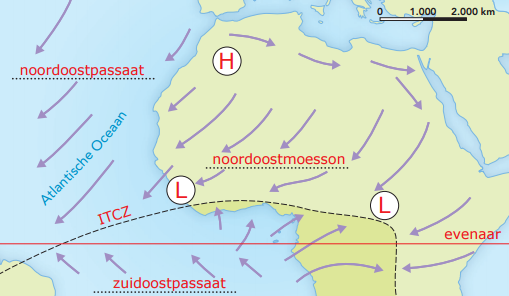 0 1.000 2.000 km
H
noordoostpassaat
Atlantische Oceaan
noordoostmoesson
L
L
ITCZ
evenaar
zuidoostpassaat